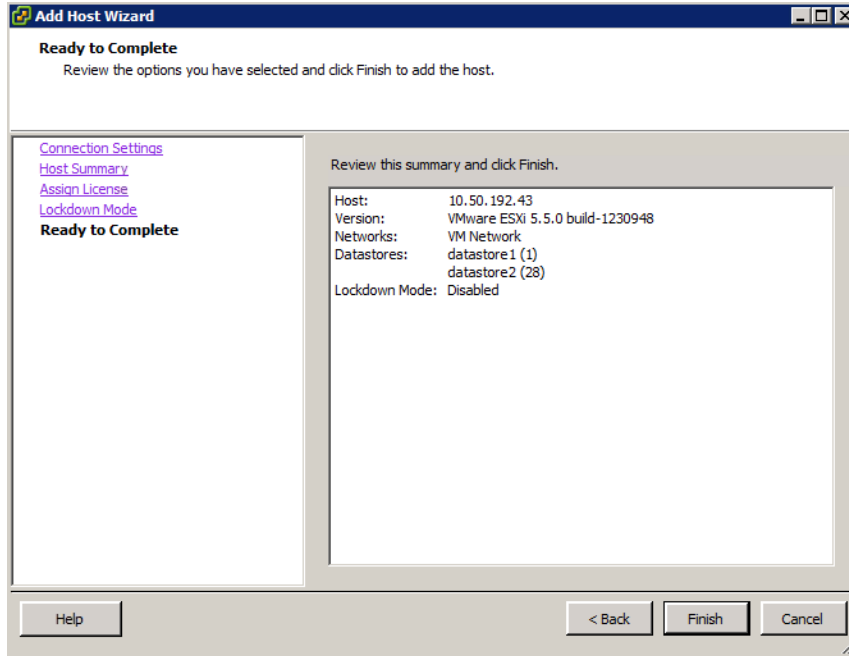 Add Host Wizard
Ready to Complete
Review the options you have selected and click Finish to add the host.
Connection Settings
Host Summary
Assign License
Lockdown Mode
Ready to Complete
Review this summary and click Finish.
Host: 10.50.192.43
Version: VMware ESXi 5.5.0 build-1230948
Networks: VM Network
Datastores: datastore1 (1)
datastore2 (28)
Lockdown Mode: Disabled
Help
< Back
Finish
Cancel